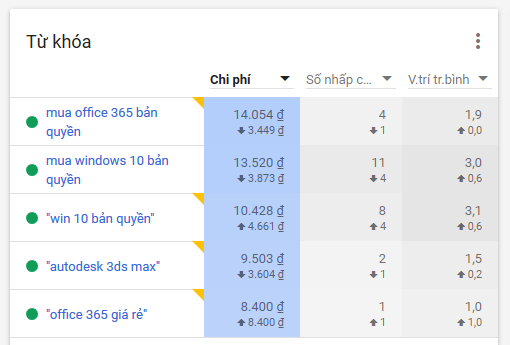 Từ khóa
Chi phí Số nhấp c... V.trí tr.bình
mua office 365 bản 14.054 ₫ 4 1,9
quyền 3.449 ₫ 1 0,0
mua windows 10 bản 13.520 ₫ 11 3,0
quyền 3.873 ₫ 4 0,6
"win 10 bản quyền" 10.428 ₫ 8 3,1
4.661 ₫ 4 0,6
"autodesk 3ds max" 9.503 ₫ 2 1,5
3.604 ₫ 1 0,2
"office 365 giá rẻ" 8.400 ₫ 1 1,0
8.400 ₫ 1 1,0